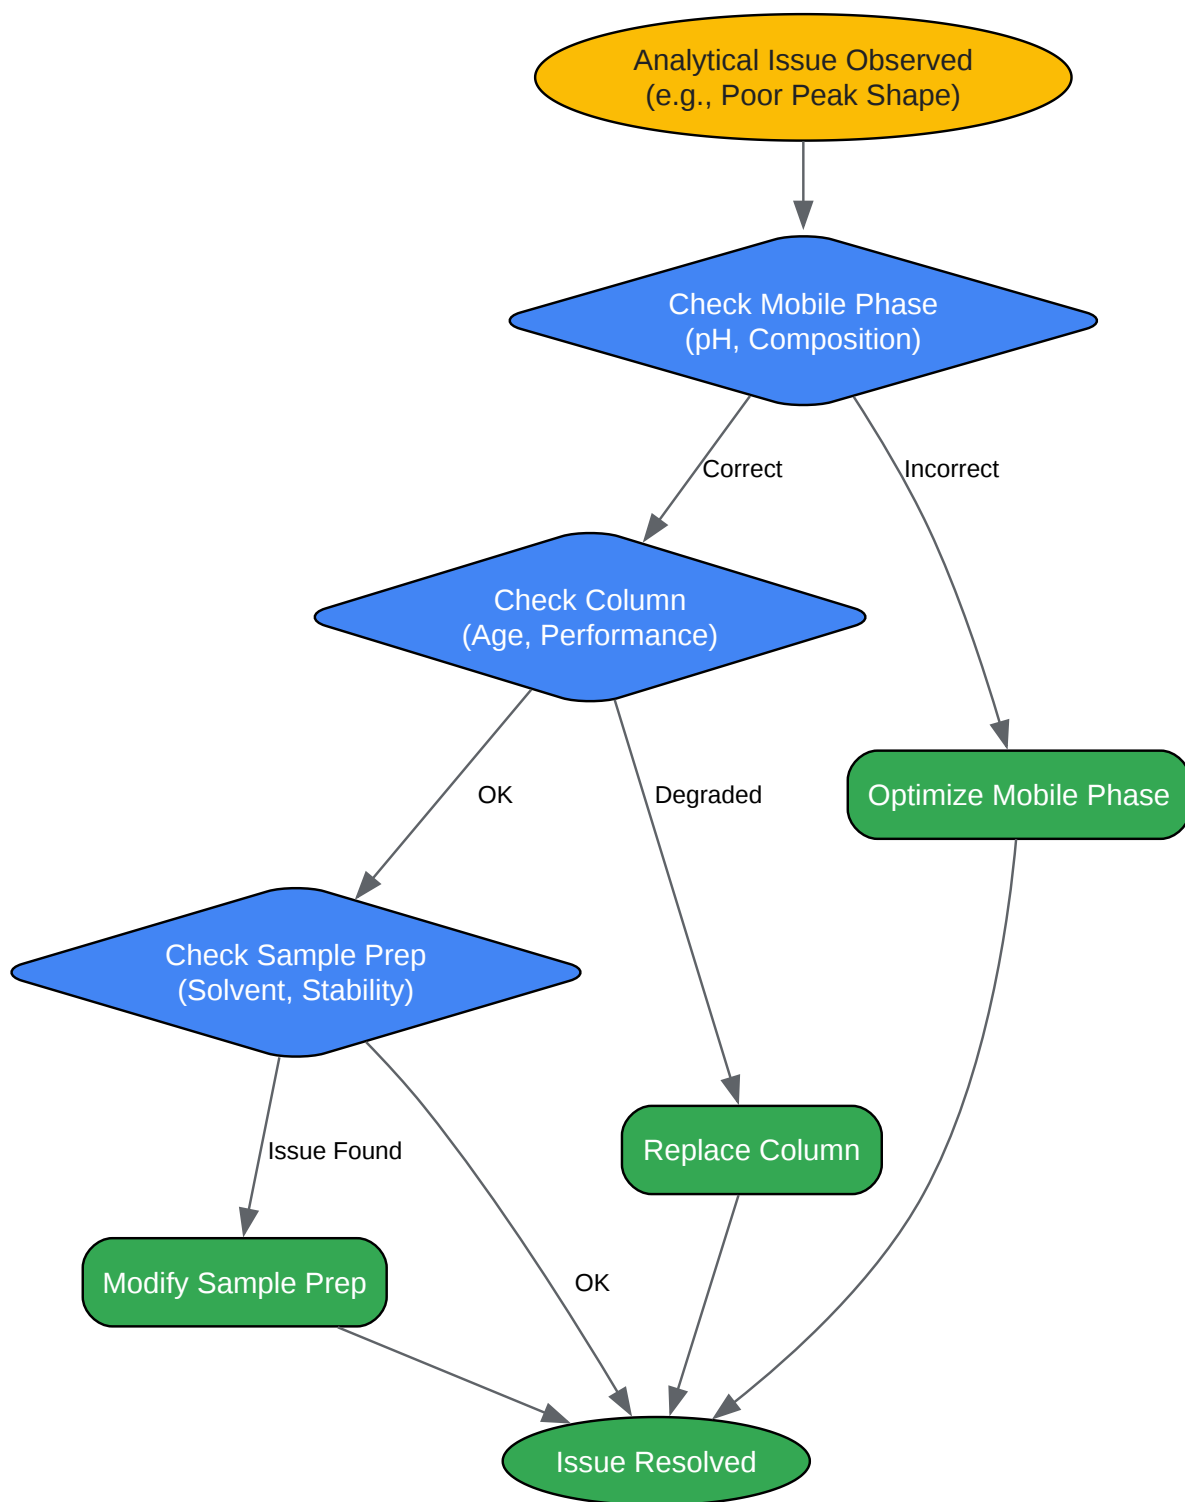 Analytical Issue Observed
(e.g., Poor Peak Shape)
Check Mobile Phase
(pH, Composition)
Correct
Incorrect
Check Column
(Age, Performance)
OK
Degraded
Optimize Mobile Phase
Check Sample Prep
(Solvent, Stability)
Issue Found
Replace Column
Modify Sample Prep
OK
Issue Resolved